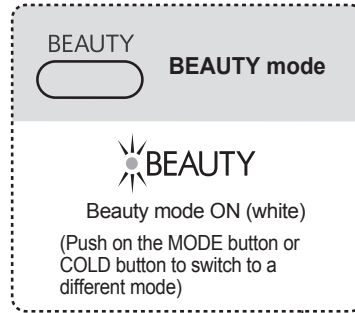 BEAUTY
BEAUTY mode
BEAUTY
Beauty mode ON (white)
(Push on the MODE button or
COLD button to switch to a
different mode)